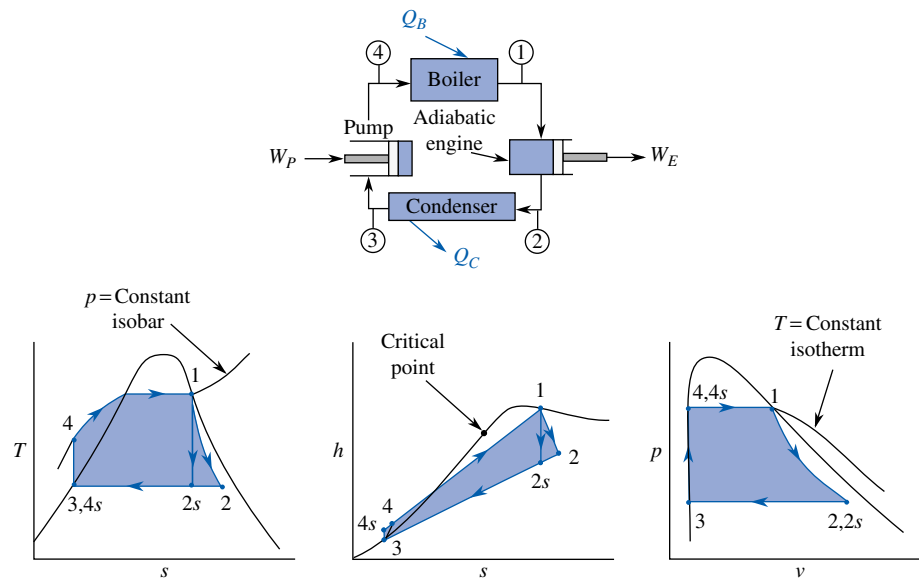 Q_B
4
1
Boiler
Pump
Adiabatic
engine
W_P
W_E
Condenser
3
2
Q_C
p = Constant
isobar
1
4
T
3,4s
2s
2
s
Critical
point
1
h
2
2s
4
4s
3
s
T = Constant
isotherm
4,4s
1
p
3
2,2s
v